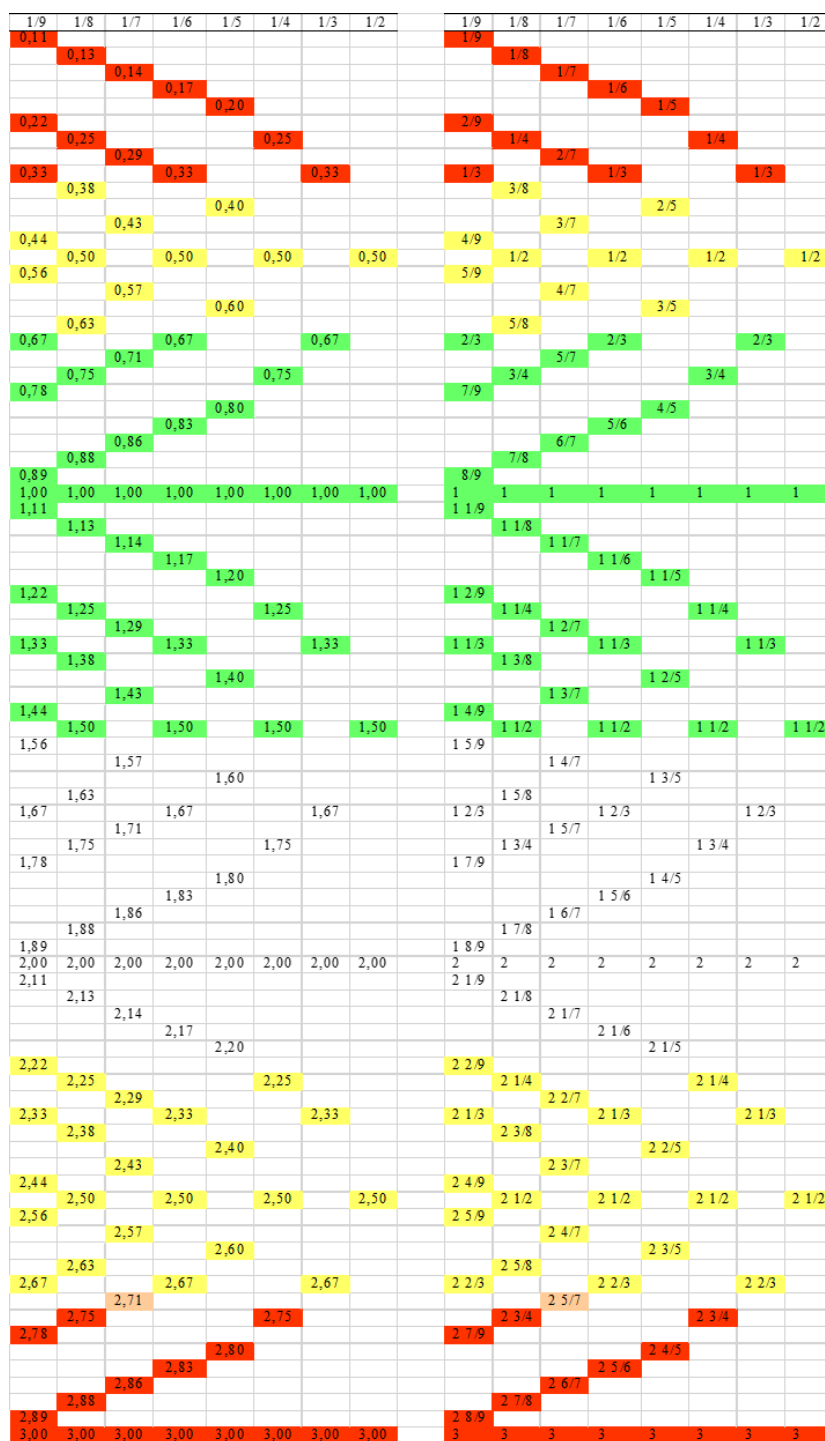 1/9 1/8 1/7 1/6 1/5 1/4 1/3 1/2 1/9 1/8 1/7 1/6 1/5 1/4 1/3 1/2
0,11 1/9
0,13 1/8
0,14 1/7
0,17 1/6
0,20 1/5
0,22 2/9
0,25 0,25 1/4 1/4
0,29 2/7
0,33 0,33 0,33 1/3 1/3 1/3
0,38 3/8
0,40 2/5
0,43 3/7
0,44 4/9
0,50 0,50 0,50 0,50 1/2 1/2 1/2 1/2
0,56 5/9
0,57 4/7
0,60 3/5
0,63 5/8
0,67 0,67 0,67 2/3 2/3 2/3
0,71 5/7
0,75 0,75 3/4 3/4
0,78 7/9
0,80 4/5
0,83 5/6
0,86 6/7
0,88 7/8
0,89 8/9
1,00 1,00 1,00 1,00 1,00 1,00 1,00 1,00 1 1 1 1 1 1 1 1
1,11 1 1/9
1,13 1 1/8
1,14 1 1/7
1,17 1 1/6
1,20 1 1/5
1,22 1 2/9
1,25 1,25 1 1/4 1 1/4
1,29 1 2/7
1,33 1,33 1,33 1 1/3 1 1/3 1 1/3
1,38 1 3/8
1,40 1 2/5
1,43 1 3/7
1,44 1 4/9
1,50 1,50 1,50 1,50 1 1/2 1 1/2 1 1/2 1 1/2
1,56 1 5/9
1,57 1 4/7
1,60 1 3/5
1,63 1 5/8
1,67 1,67 1,67 1 2/3 1 2/3 1 2/3
1,71 1 5/7
1,75 1,75 1 3/4 1 3/4
1,78 1 7/9
1,80 1 4/5
1,83 1 5/6
1,86 1 6/7
1,88 1 7/8
1,89 1 8/9
2,00 2,00 2,00 2,00 2,00 2,00 2,00 2,00 2 2 2 2 2 2 2 2
2,11 2 1/9
2,13 2 1/8
2,14 2 1/7
2,17 2 1/6
2,20 2 1/5
2,22 2 2/9
2,25 2,25 2 1/4 2 1/4
2,29 2 2/7
2,33 2,33 2,33 2 1/3 2 1/3 2 1/3
2,38 2 3/8
2,40 2 2/5
2,43 2 3/7
2,44 2 4/9
2,50 2,50 2,50 2,50 2 1/2 2 1/2 2 1/2 2 1/2
2,56 2 5/9
2,57 2 4/7
2,60 2 3/5
2,63 2 5/8
2,67 2,67 2,67 2 2/3 2 2/3 2 2/3
2,71 2 5/7
2,75 2,75 2 3/4 2 3/4
2,78 2 7/9
2,80 2 4/5
2,83 2 5/6
2,86 2 6/7
2,88 2 7/8
2,89 2 8/9
3,00 3,00 3,00 3,00 3,00 3,00 3,00 3,00 3 3 3 3 3 3 3 3